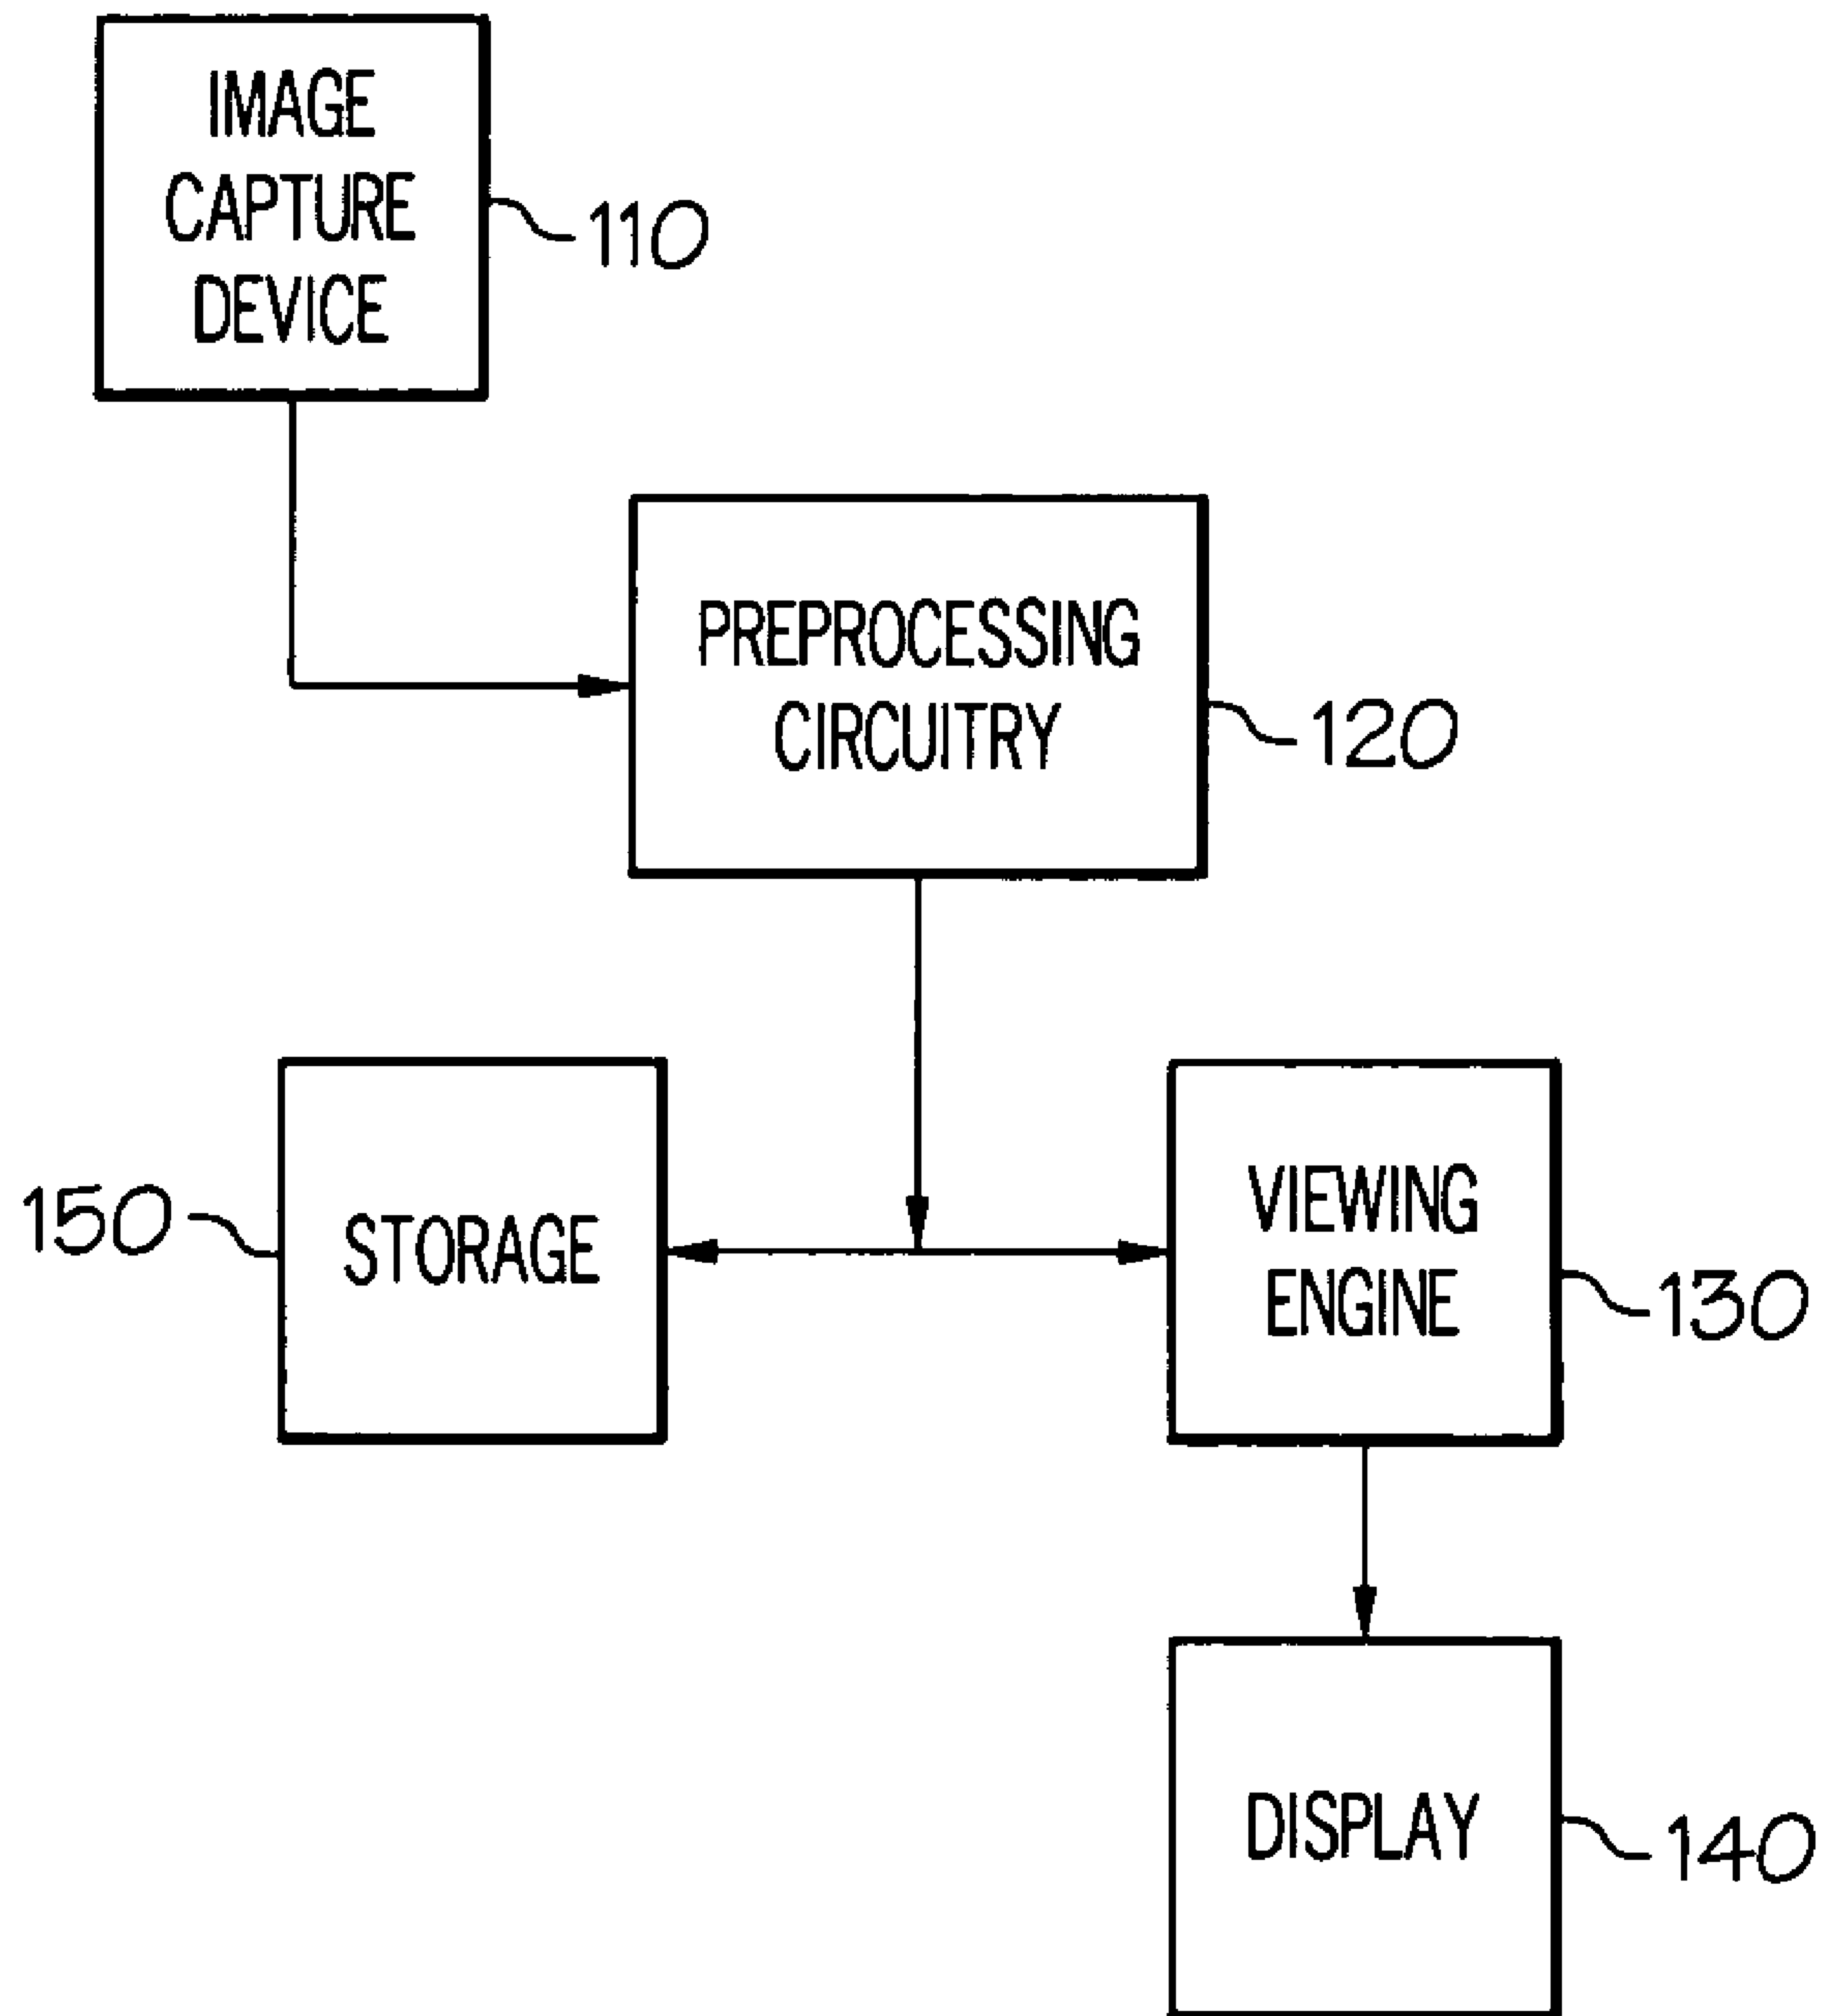 IMAGE
CAPTURE
DEVICE
110
PREPROCESSING
CIRCUITRY
120
150
STORAGE
VIEWING
ENGINE
130
DISPLAY
140